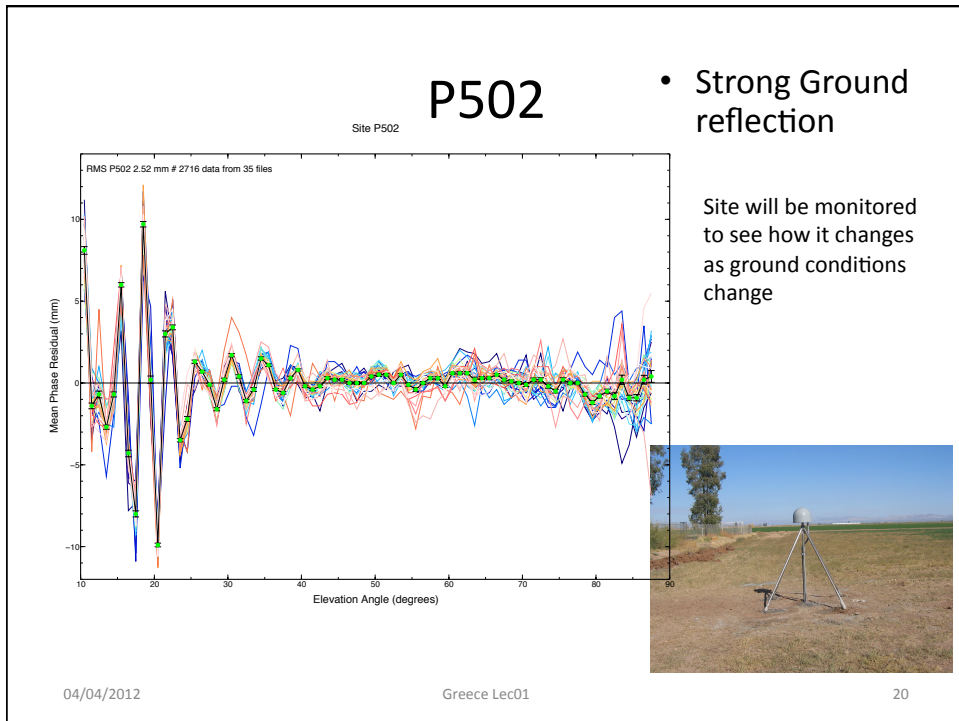 P502
• Strong Ground
reflection
Site will be monitored
to see how it changes
as ground conditions
change
Site P502
RMS P502 2.52 mm # 2716 data from 35 files
Mean Phase Residual (mm)
10
5
0
−5
−10
10 20 30 40 50 60 70 80 90
Elevation Angle (degrees)
04/04/2012 Greece Lec01 20